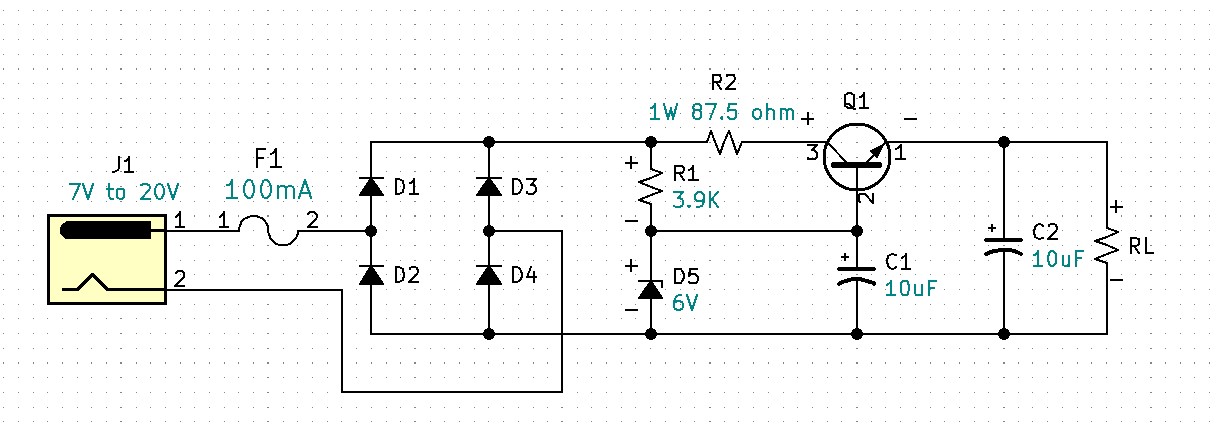 R2
1W 87.5 ohm
+
Q1
-
3
1
2
J1
7V to 20V
1
2
F1
100mA
1
2
D1
D3
D2
D4
+
R1
3.9K
-
+
D5
6V
-
+
C1
10uF
+
C2
10uF
+
RL
-